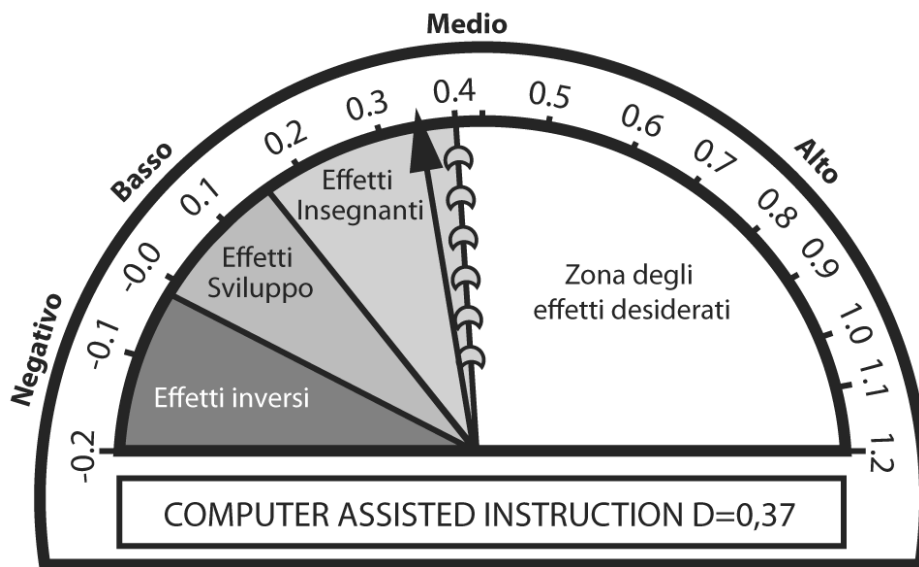 Medio
Basso
Alto
Negativo
-0.2
-0.1
-0.0
0.1
0.2
0.3
0.4
0.5
0.6
0.7
0.8
0.9
1.0
1.1
1.2
Effetti
Insegnanti
Effetti
Sviluppo
Effetti inversi
Zona degli
effetti desiderati
COMPUTER ASSISTED INSTRUCTION D=0,37